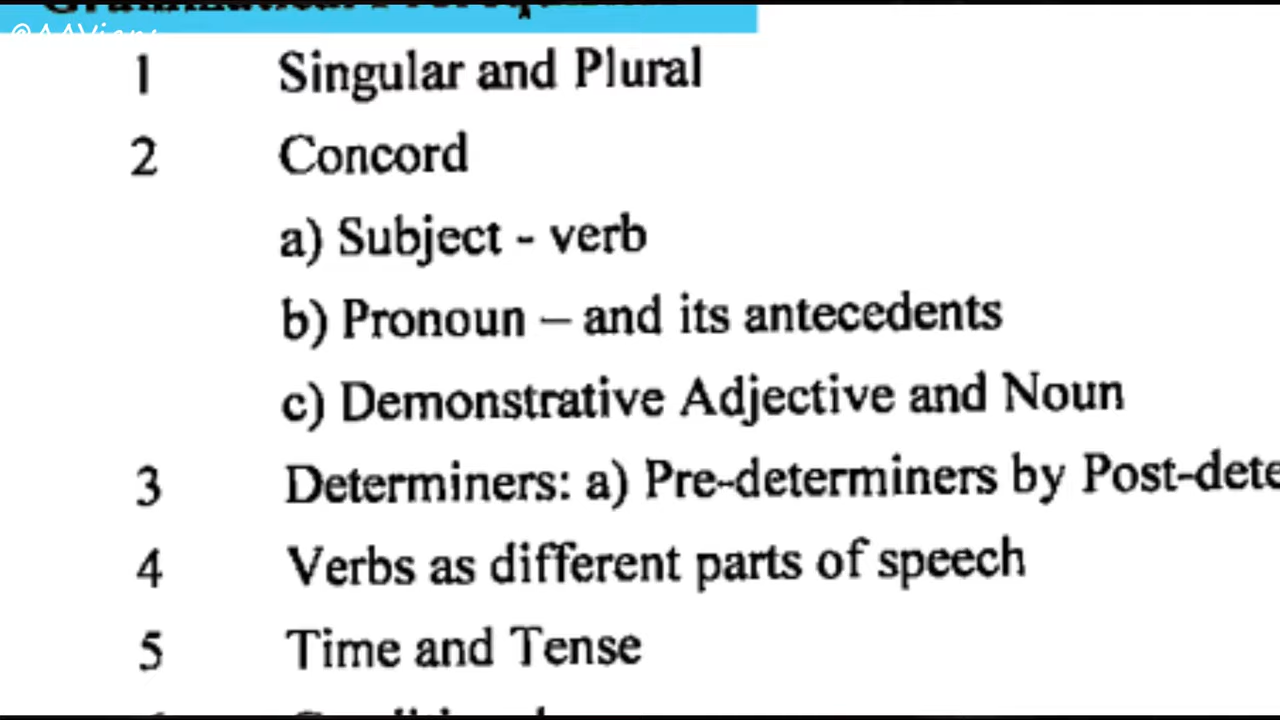 1 Singular and Plural
2 Concord
a) Subject - verb
b) Pronoun – and its antecedents
c) Demonstrative Adjective and Noun
3 Determiners: a) Pre-determiners by Post-dete
4 Verbs as different parts of speech
5 Time and Tense